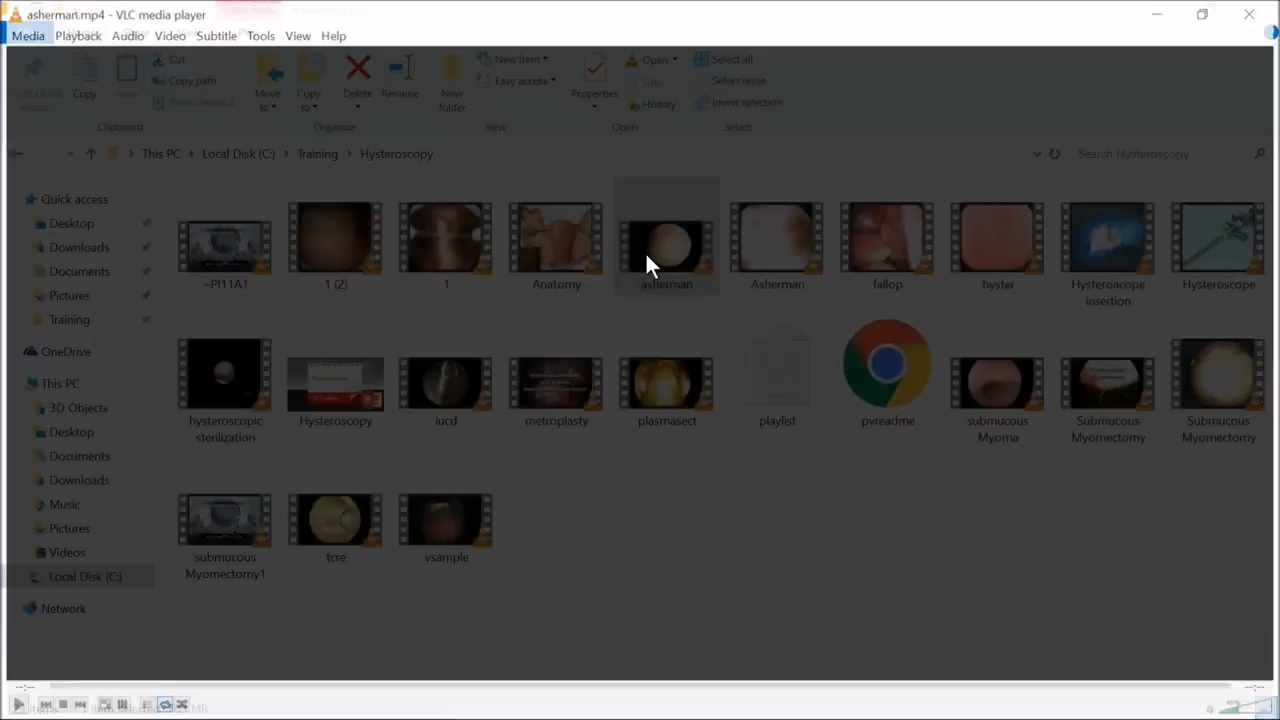 asherman.mp4 - VLC media player
Media Playback Audio Video Subtitle Tools View Help
Cut
Copy path
Copy
Move to
Copy to
Delete
Rename
New folder
New item
Easy access
Properties
Open
Edit
History
Select all
Select none
Invert selection
Clipboard
Organize
New
Open
Select
This PC
Local Disk (C:)
Training
Hysteroscopy
Search Hysteroscopy
Quick access
Desktop
Downloads
Documents
Pictures
Training
OneDrive
This PC
3D Objects
Desktop
Documents
Downloads
Music
Pictures
Videos
Local Disk (C:)
Network
~PI11A1
1 (2)
1
Anatomy
asherman
Asherman
fallop
hyster
Hysteroacope
insertion
Hysteroscope
hysteroscopic
sterilization
Hysteroscopy
iucd
metroplasty
plasmasect
playlist
pvreadme
submucous
Myoma
Submucous
Myomectomy
Submucous
Myomectomy
submucous
Myomectomy1
tcre
vsample
--:--
--:--